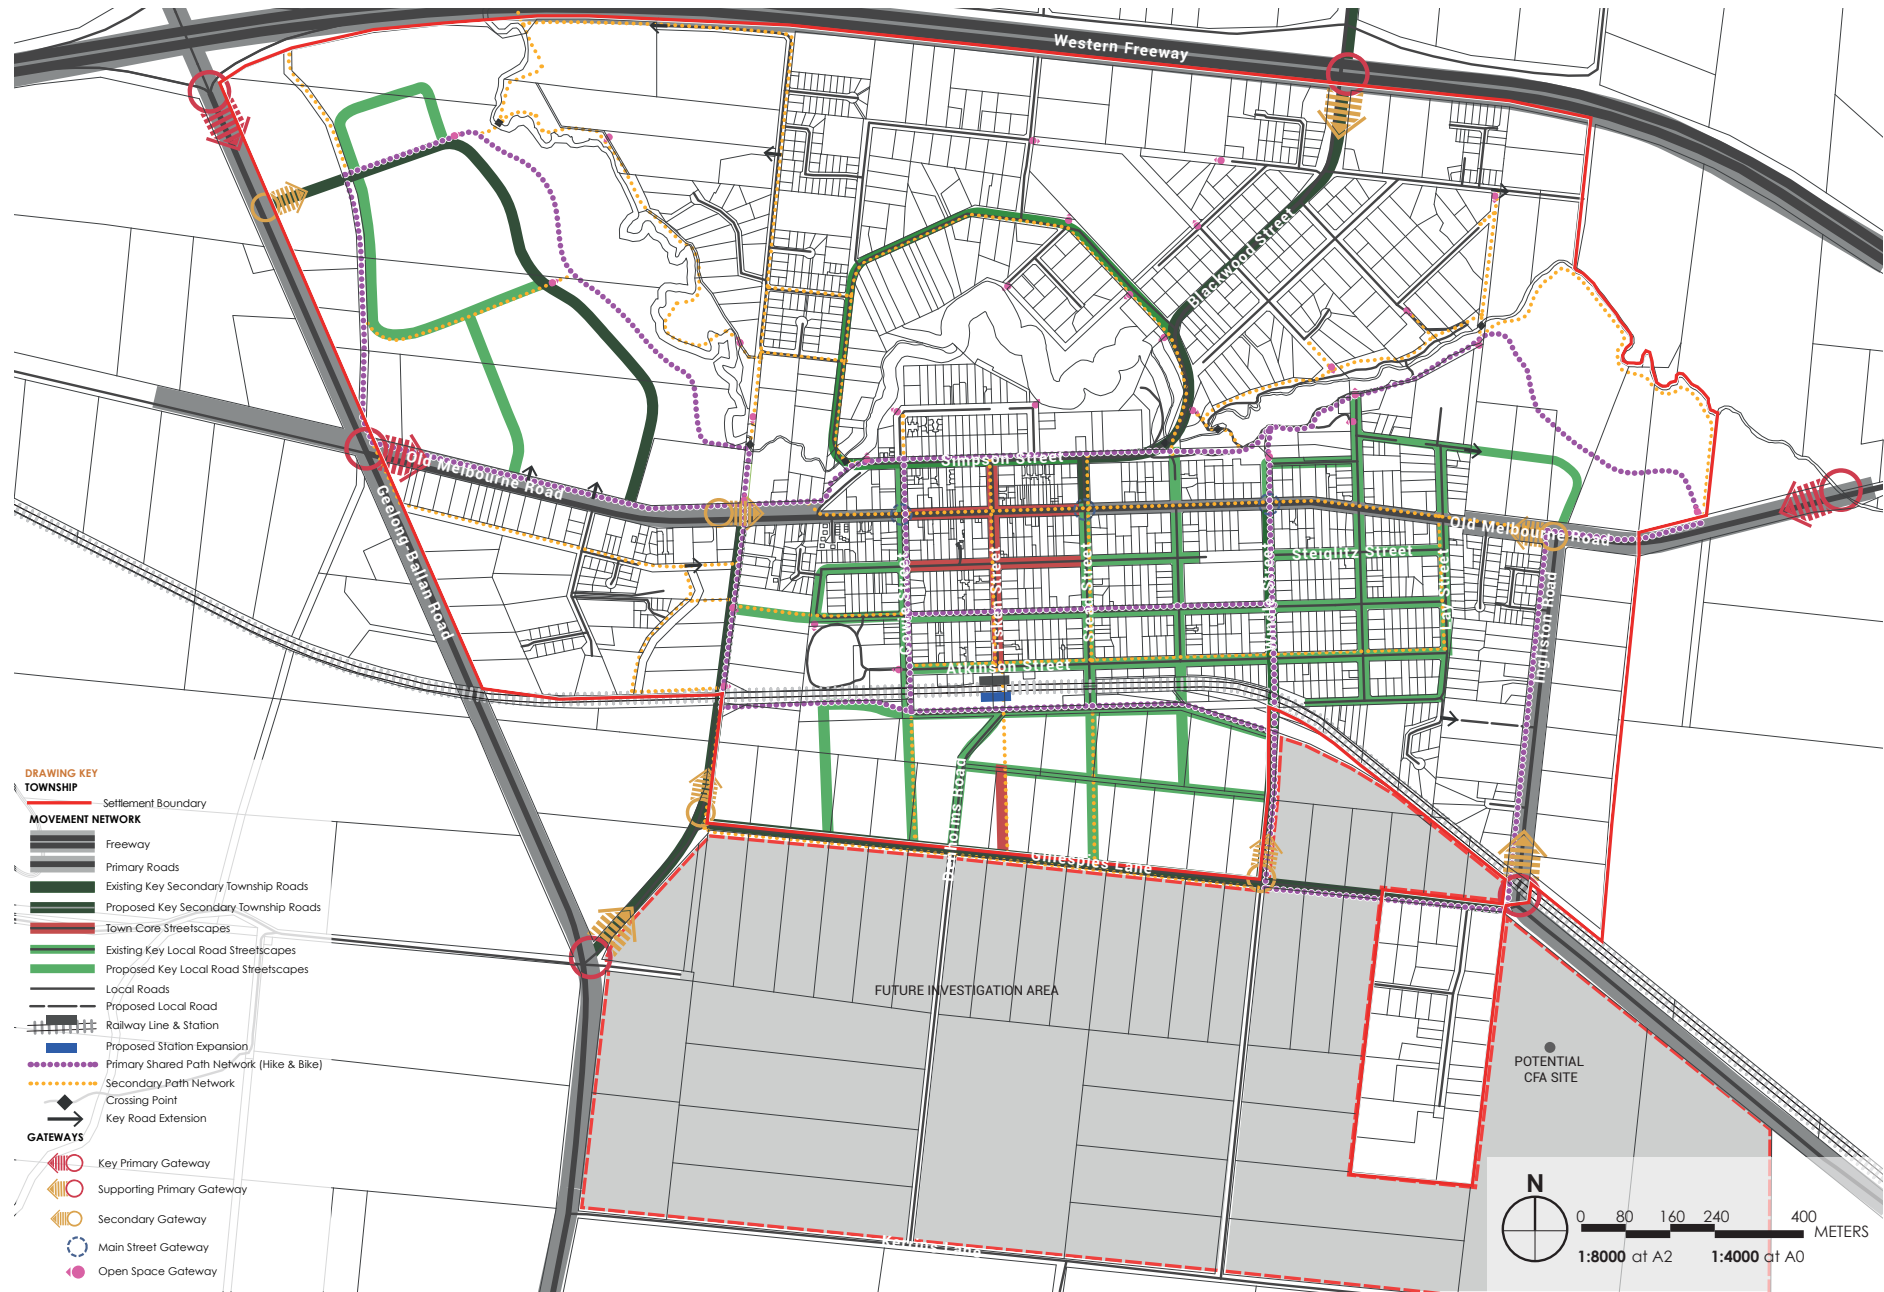 Western Freeway
Blackwood Street
Simpson Street
Old Melbourne Road
Geelong-Ballan Road
Old Melbourne Road
Steiglitz Street
Cowie Street
Fisken Street
Stead Street
Street
Lay Street
Ingliston Road
Atkinson Street
Road
Gillespies Lane
Kerrins Lane
FUTURE INVESTIGATION AREA
POTENTIAL
CFA SITE
DRAWING KEY
TOWNSHIP
Settlement Boundary
MOVEMENT NETWORK
Freeway
Primary Roads
Existing Key Secondary Township Roads
Proposed Key Secondary Township Roads
Town Core Streetscapes
Existing Key Local Road Streetscapes
Proposed Key Local Road Streetscapes
Local Roads
Proposed Local Road
Railway Line & Station
Proposed Station Expansion
Primary Shared Path Network (Hike & Bike)
Secondary Path Network
Crossing Point
Key Road Extension
GATEWAYS
Key Primary Gateway
Supporting Primary Gateway
Secondary Gateway
Main Street Gateway
Open Space Gateway
N
0 80 160 240 400
METERS
1:8000 at A2 1:4000 at A0